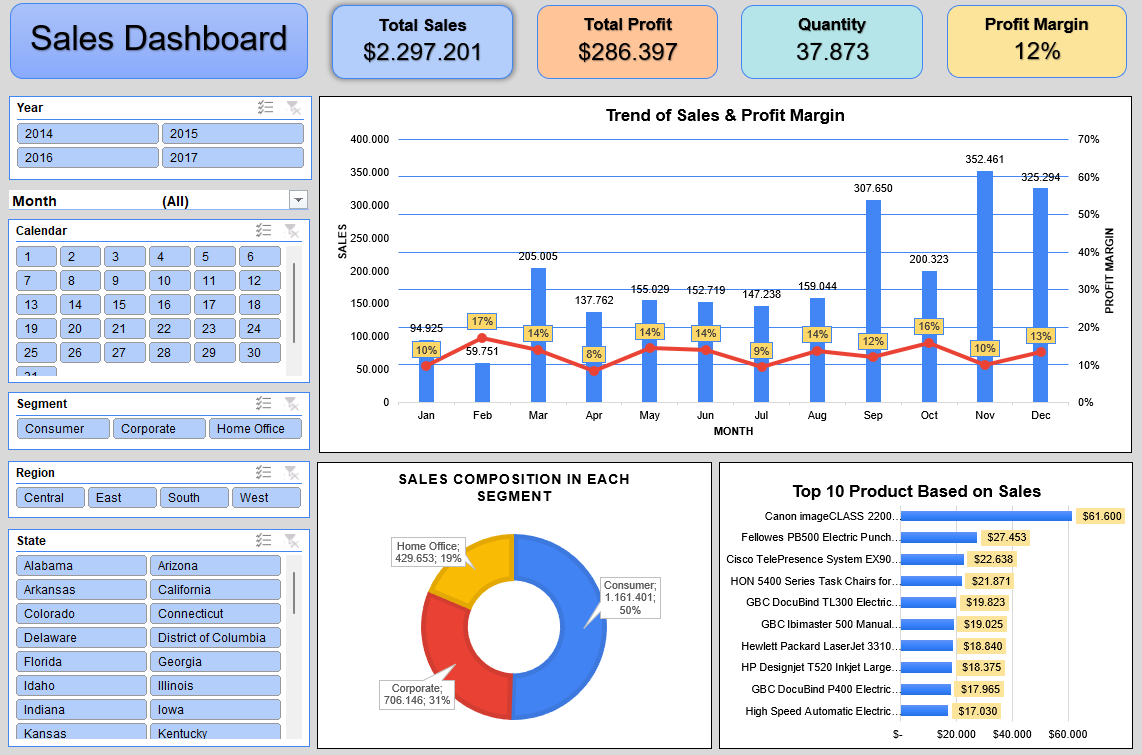 Sales Dashboard
Total Sales
$2.297.201
Total Profit
$286.397
Quantity
37.873
Profit Margin
12%
Year
2014 2015
2016 2017
Month (All)
Calendar
1 2 3 4 5 6
7 8 9 10 11 12
13 14 15 16 17 18
19 20 21 22 23 24
25 26 27 28 29 30
31
Segment
Consumer Corporate Home Office
Region
Central East South West
State
Alabama Arizona
Arkansas California
Colorado Connecticut
Delaware District of Columbia
Florida Georgia
Idaho Illinois
Indiana Iowa
Kansas Kentucky
Trend of Sales & Profit Margin
SALES
400.000
350.000
300.000
250.000
200.000
150.000
100.000
50.000
0
94.925 59.751 205.005 137.762 155.029 152.719 147.238 159.044 307.650 200.323 352.461 325.294
10% 17% 14% 8% 14% 14% 9% 14% 12% 16% 10% 13%
Jan Feb Mar Apr May Jun Jul Aug Sep Oct Nov Dec
MONTH
70%
60%
50%
40%
30%
20%
10%
0%
PROFIT MARGIN
SALES COMPOSITION IN EACH
SEGMENT
Home Office;
429.653; 19%
Consumer;
1.161.401;
50%
Corporate;
706.146; 31%
Top 10 Product Based on Sales
Canon imageCLASS 2200... $61.600
Fellowes PB500 Electric Punch... $27.453
Cisco TelePresence System EX90... $22.638
HON 5400 Series Task Chairs for... $21.871
GBC DocuBind TL300 Electric... $19.823
GBC Ibimaster 500 Manual... $19.025
Hewlett Packard LaserJet 3310... $18.840
HP Designjet T520 Inkjet Large... $18.375
GBC DocuBind P400 Electric... $17.965
High Speed Automatic Electric... $17.030
$- $20.000 $40.000 $60.000